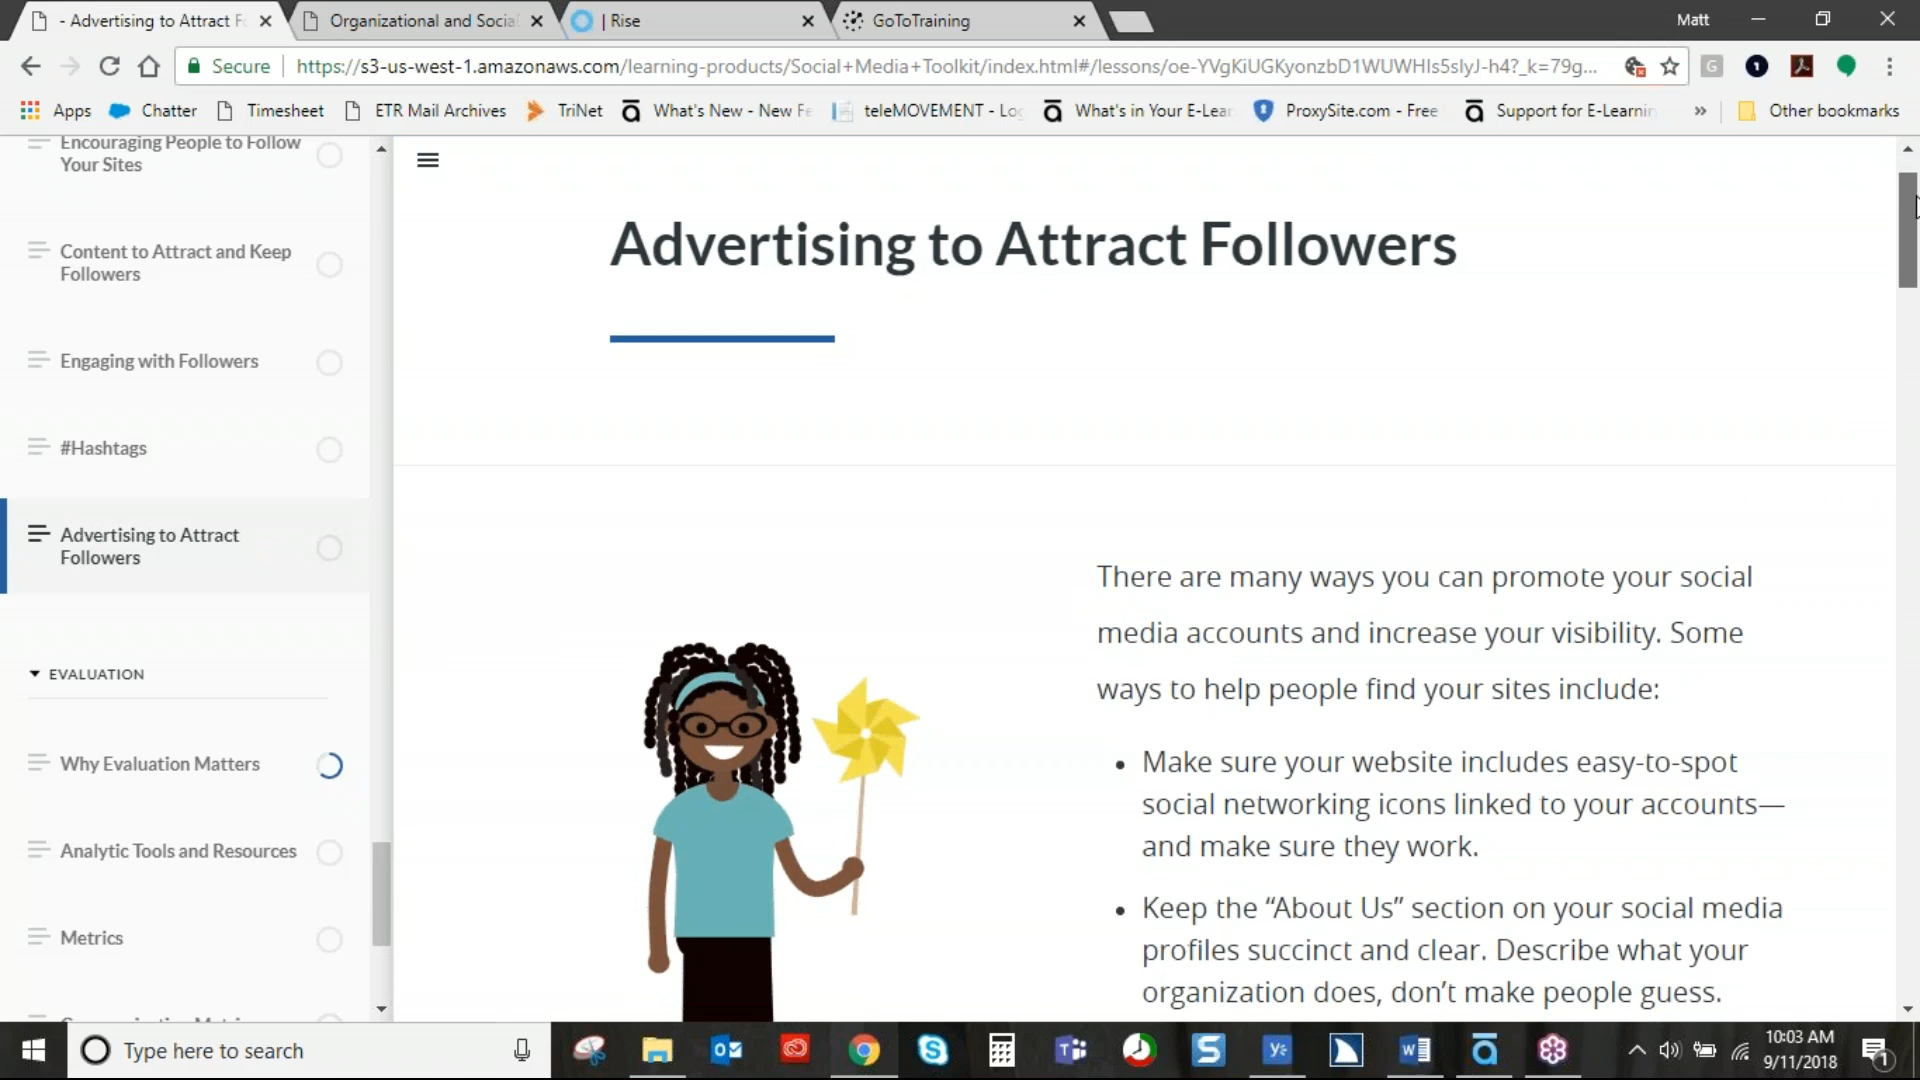 - Advertising to Attract Fo
Organizational and Social
| Rise
GoToTraining
Matt
Secure
https://s3-us-west-1.amazonaws.com/learning-products/Social+Media+Toolkit/index.html#/lessons/oe-YVgKiUGKyonzbD1WUWHIs5slyJ-h4?_k=79g...
Apps
Chatter
Timesheet
ETR Mail Archives
TriNet
What's New - New Fe
teleMOVEMENT - Log
What's in Your E-Lear
ProxySite.com - Free
Support for E-Learnin
»
Other bookmarks
Encouraging People to Follow
Your Sites
Content to Attract and Keep
Followers
Engaging with Followers
#Hashtags
Advertising to Attract
Followers
EVALUATION
Why Evaluation Matters
Analytic Tools and Resources
Metrics
Advertising to Attract Followers
There are many ways you can promote your social
media accounts and increase your visibility. Some
ways to help people find your sites include:
• Make sure your website includes easy-to-spot
social networking icons linked to your accounts—
and make sure they work.
• Keep the “About Us” section on your social media
profiles succinct and clear. Describe what your
organization does, don’t make people guess.
Type here to search
10:03 AM
9/11/2018
1